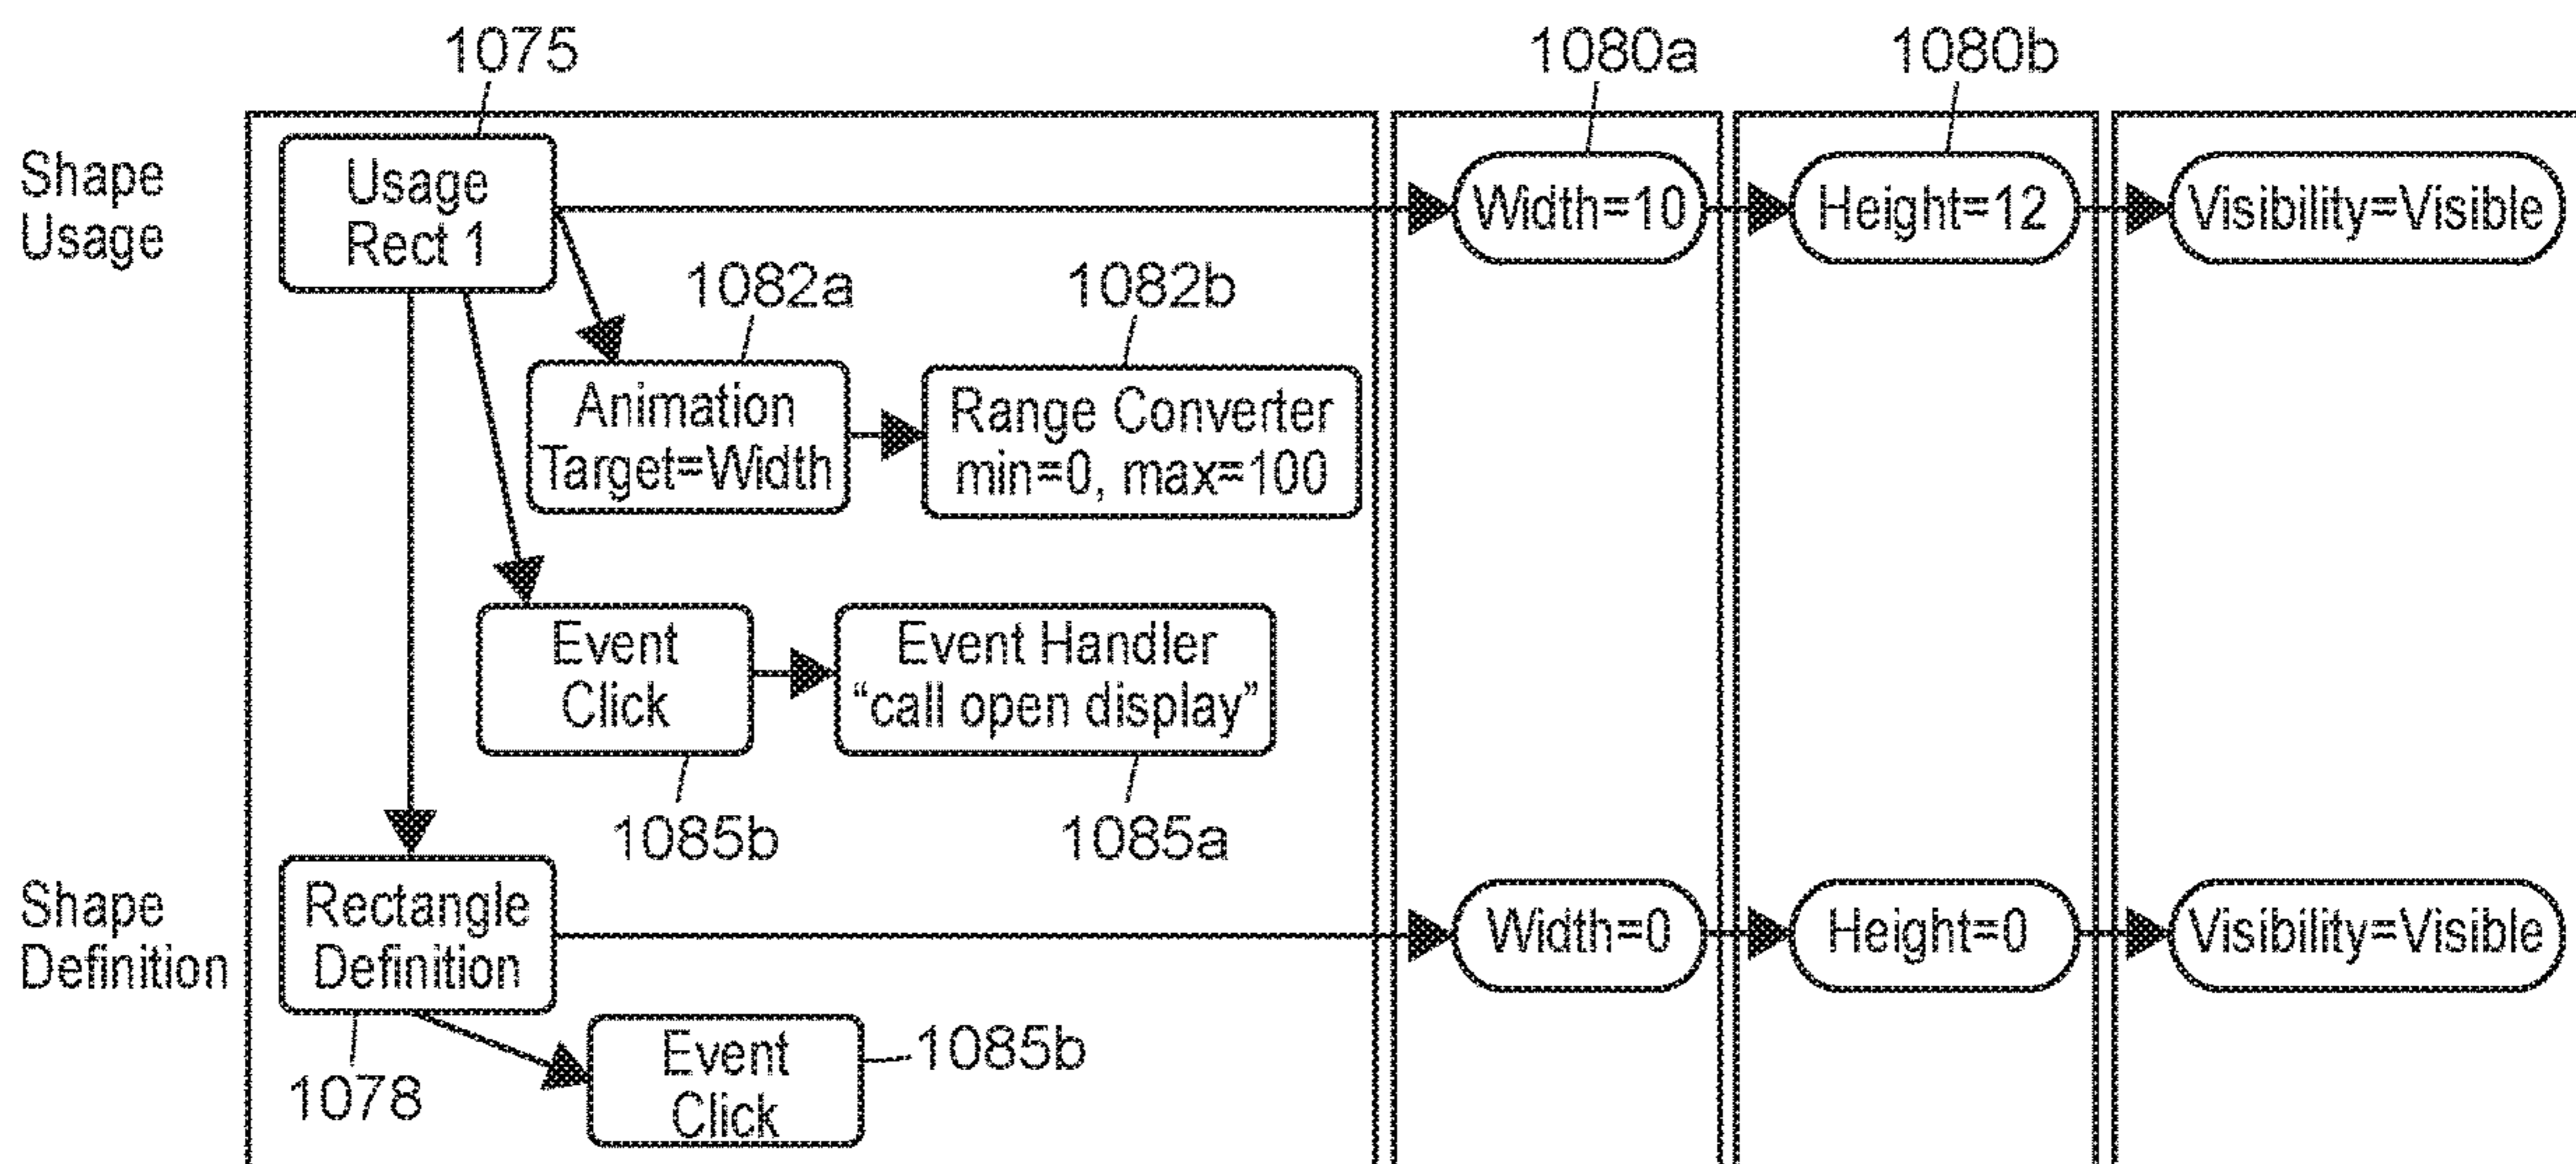 1075
1080a
1080b
Shape
Usage
Usage
Rect 1
Width=10
Height=12
Visibility=Visible
1082a
1082b
Animation
Target=Width
Range Converter
min=0, max=100
Event
Click
Event Handler
“call open display”
1085b
1085a
Shape
Definition
Rectangle
Definition
Width=0
Height=0
Visibility=Visible
1078
Event
Click
1085b